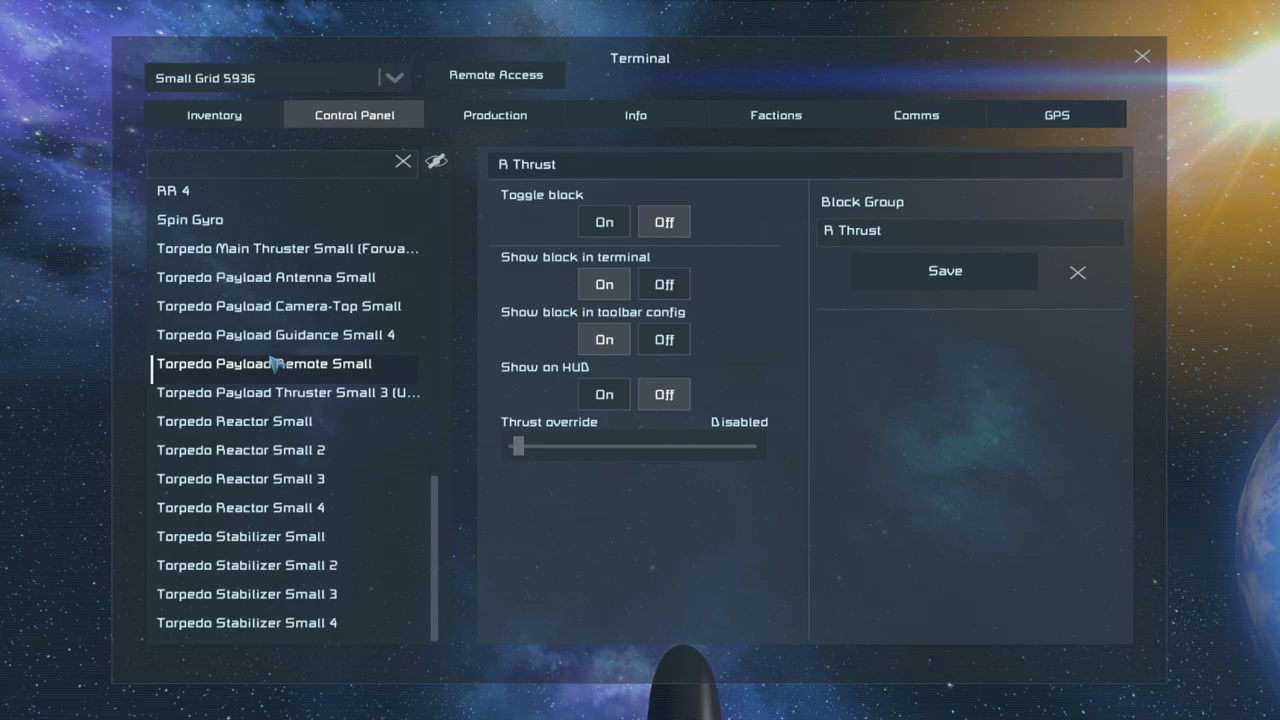 Terminal
Small Grid 5936
Remote Access
Inventory
Control Panel
Production
Info
Factions
Comms
GPS
RR 4
Spin Gyro
Torpedo Main Thruster Small (Forwa...
Torpedo Payload Antenna Small
Torpedo Payload Camera-Top Small
Torpedo Payload Guidance Small 4
Torpedo Payload Remote Small
Torpedo Payload Thruster Small 3 (U...
Torpedo Reactor Small
Torpedo Reactor Small 2
Torpedo Reactor Small 3
Torpedo Reactor Small 4
Torpedo Stabilizer Small
Torpedo Stabilizer Small 2
Torpedo Stabilizer Small 3
Torpedo Stabilizer Small 4
R Thrust
Toggle block
On Off
Show block in terminal
On Off
Show block in toolbar config
On Off
Show on HUD
On Off
Thrust override Disabled
Block Group
R Thrust
Save